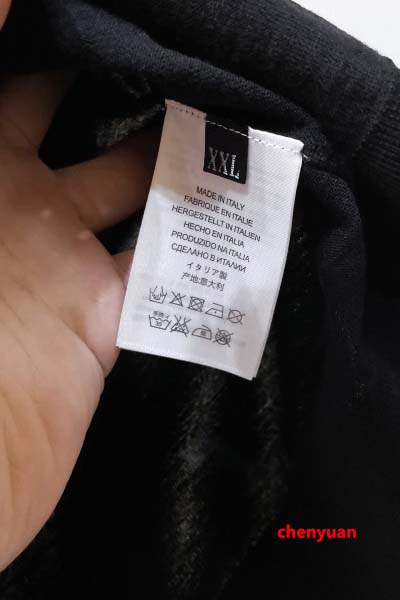 XX
MADE IN ITALY
FABRIQUE EN ITALIE
HERGESTELLT IN ITALIEN
HECHO EN ITALIA
PRODUZIDO NA ITALIA
СДЕЛАНО В ИТАЛИИ
イタリア製
产地:意大利
chenyuan